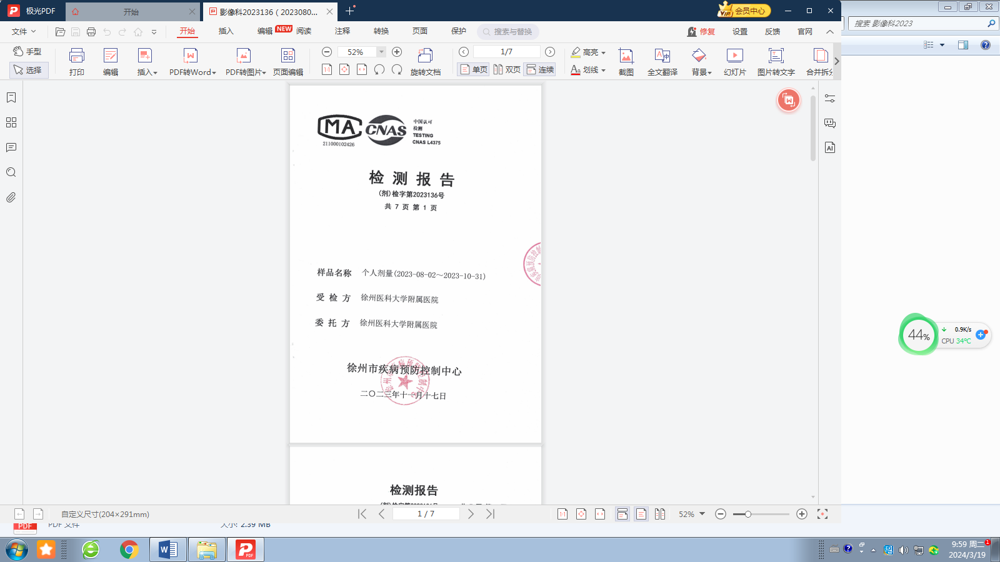 极光PDF
开始
影像科2023136（2023080...
VIP
会员中心
搜索 影像科2023
文件
开始
插入
编辑
NEW
阅读
注释
转换
页面
保护
搜索与替换
修复
设置
反馈
官网
手型
选择
打印
编辑
插入
PDF转Word
PDF转图片
页面编辑
52%
1:1
旋转文档
1/7
单页
双页
连续
高亮
划线
截图
全文翻译
背景
幻灯片
图片转文字
合并拆分
MA
211000102426
CNAS
中国认可
检测
TESTING
CNAS L4375
检 测 报 告
(剂)检字第2023136号
共 7 页 第 1 页
样品名称 个人剂量(2023-08-02～2023-10-31)
受 检 方 徐州医科大学附属医院
委 托 方 徐州医科大学附属医院
徐州市疾病预防控制中心
二〇二三年十一月十七日
检测报告
AI
44%
0.9K/s
CPU 34℃
自定义尺寸(204×291mm)
1 / 7
1:1
52%
PDF
PDF 文件
大小: 2.39 MB
9:59 周二
1
2024/3/19